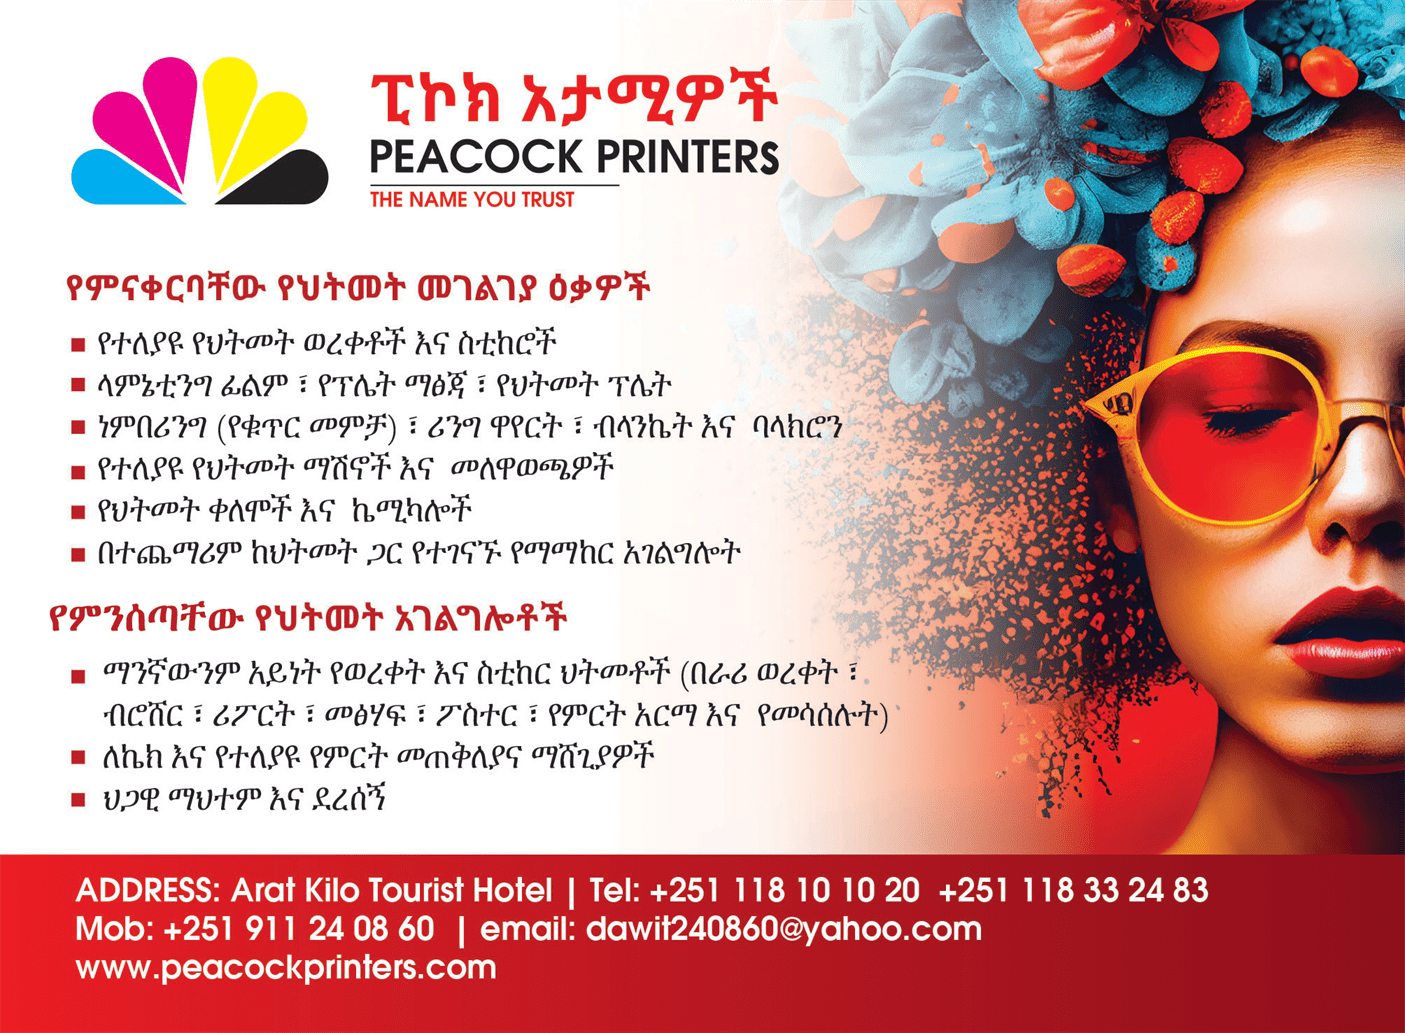 ፒኮክ አታሚዎች
PEACOCK PRINTERS
THE NAME YOU TRUST
የምናቀርባቸው የህትመት መገልገያ ዕቃዎች
የተለያዩ የህትመት ወረቀቶች እና ስቲከሮች
ላምኔቲንግ ፊልም ፣ የፕሌት ማፅጃ ፣ የህትመት ፕሌት
ነምበሪንግ (የቁጥር መምቻ) ፣ ሪንግ ዋየርት ፣ ብላንኬት እና ባላክሮን
የተለያዩ የህትመት ማሽኖች እና መለዋወጫዎች
የህትመት ቀለሞች እና ኬሚካሎች
በተጨማሪም ከህትመት ጋር የተገናኙ የማማከር አገልግሎት
የምንሰጣቸው የህትመት አገልግሎቶች
ማንኛውንም አይነት የወረቀት እና ስቲከር ህትመቶች (በራሪ ወረቀት ፣
ብሮሸር ፣ ሪፖርት ፣ መፅሃፍ ፣ ፖስተር ፣ የምርት አርማ እና የመሳሰሉት)
ለኬክ እና የተለያዩ የምርት መጠቅለያና ማሸጊያዎች
ህጋዊ ማህተም እና ደረሰኝ
ADDRESS: Arat Kilo Tourist Hotel | Tel: +251 118 10 10 20 +251 118 33 24 83
Mob: +251 911 24 08 60 | email: dawit240860@yahoo.com
www.peacockprinters.com